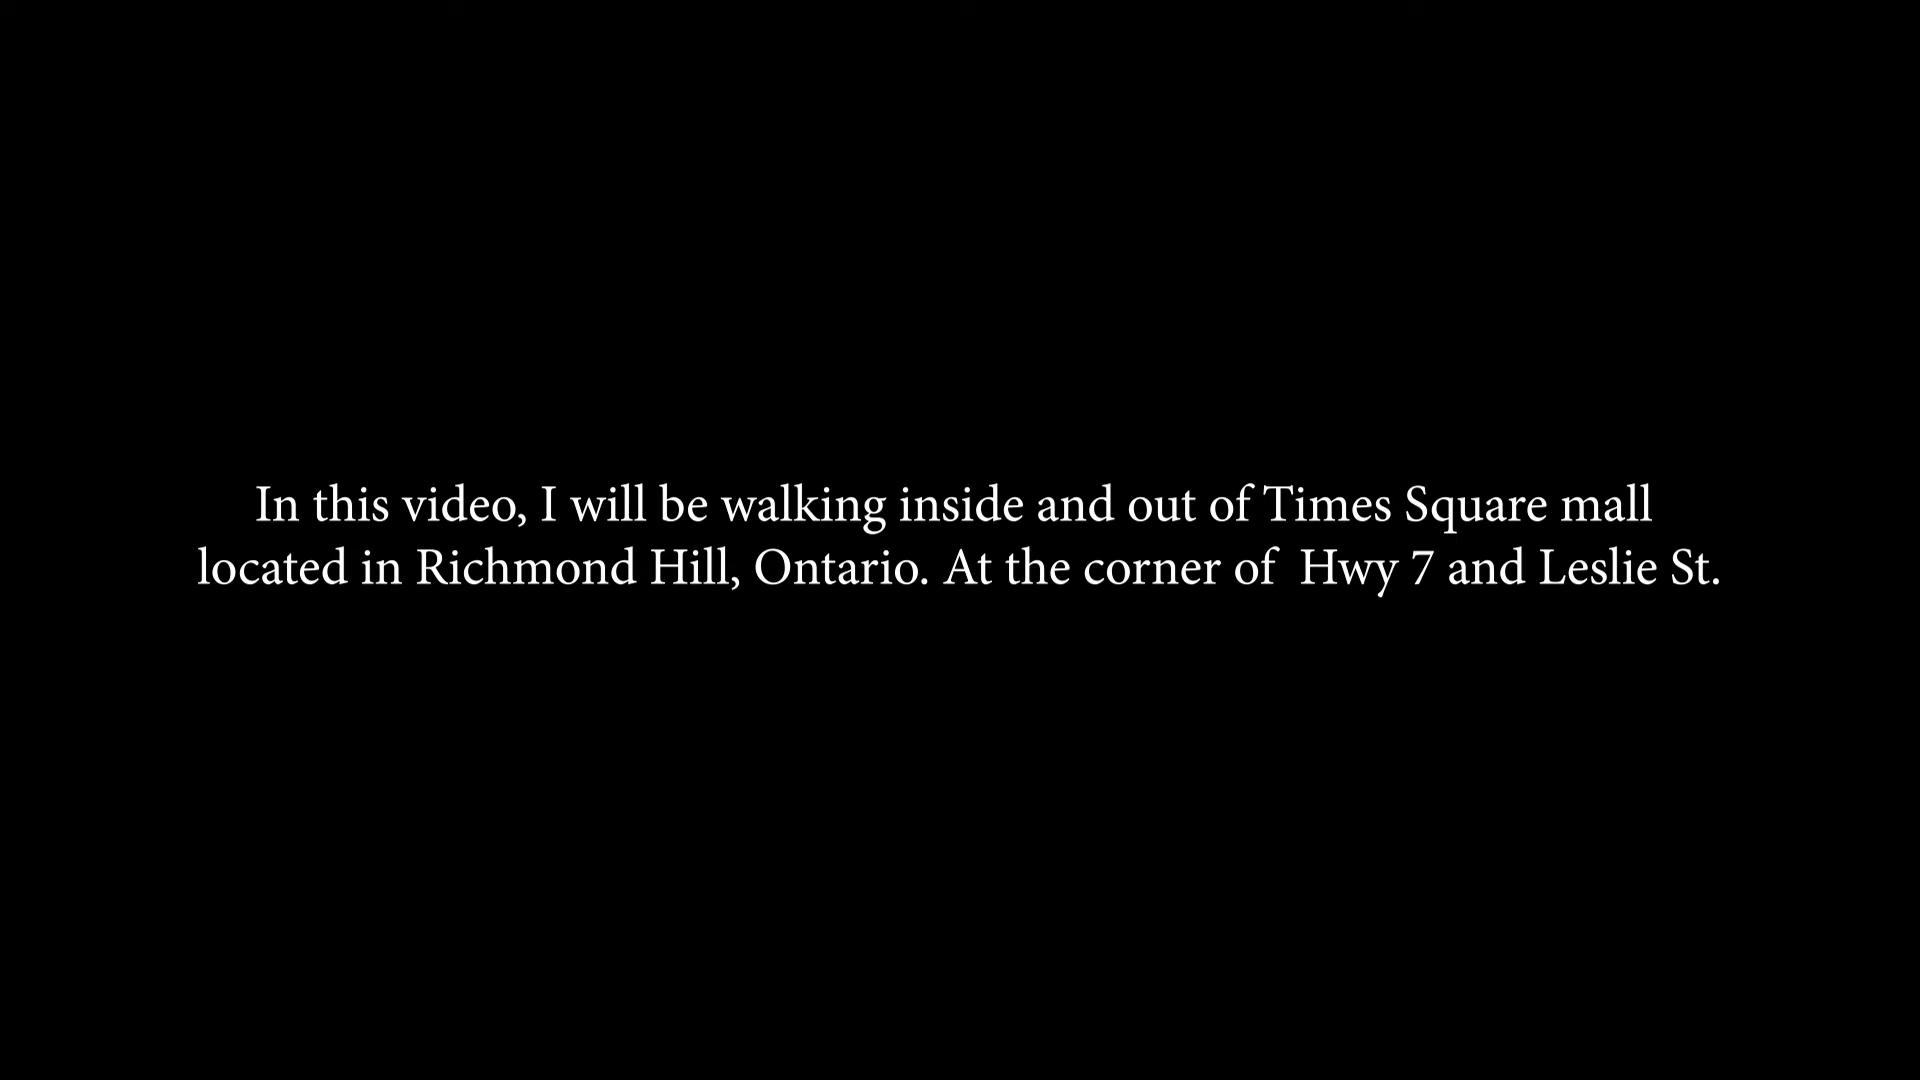 In this video, I will be walking inside and out of Times Square mall
located in Richmond Hill, Ontario. At the corner of  Hwy 7 and Leslie St.